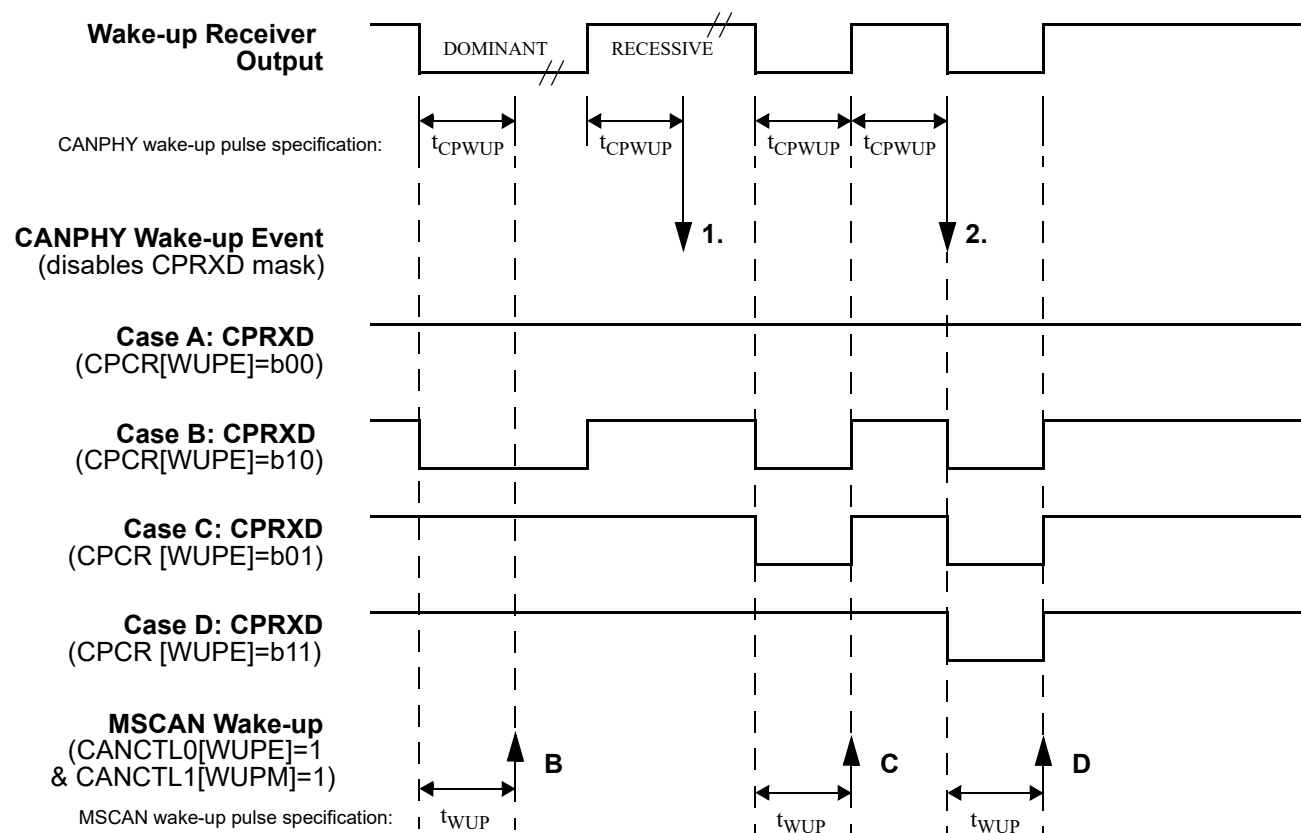 Wake-up Receiver
Output
DOMINANT
RECESSIVE
CANPHY wake-up pulse specification:
tCPWUP
tCPWUP
tCPWUP
tCPWUP
CANPHY Wake-up Event
(disables CPRXD mask)
1.
2.
Case A: CPRXD
(CPCR[WUPE]=b00)
Case B: CPRXD
(CPCR[WUPE]=b10)
Case C: CPRXD
(CPCR [WUPE]=b01)
Case D: CPRXD
(CPCR [WUPE]=b11)
MSCAN Wake-up
(CANCTL0[WUPE]=1
& CANCTL1[WUPM]=1)
B
C
D
MSCAN wake-up pulse specification:
tWUP
tWUP
tWUP